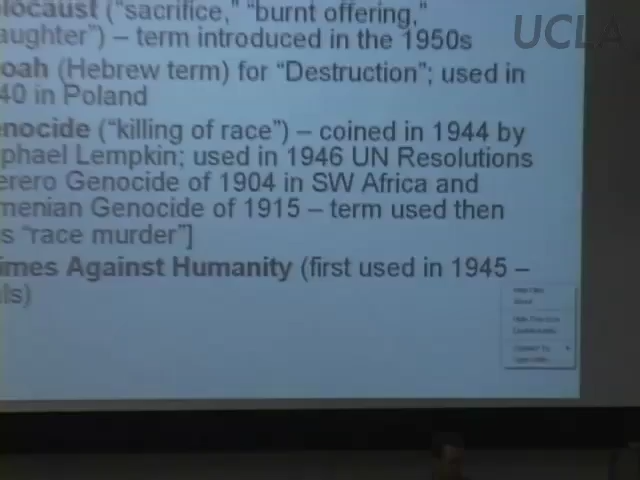 locaust ("sacrifice," "burnt offering,"
aughter") – term introduced in the 1950s
UCLA
oah (Hebrew term) for "Destruction"; used in
40 in Poland
nocide ("killing of race") – coined in 1944 by
phael Lempkin; used in 1946 UN Resolutions
erero Genocide of 1904 in SW Africa and
menian Genocide of 1915 – term used then
s "race murder"]
imes Against Humanity (first used in 1945 –
ls)